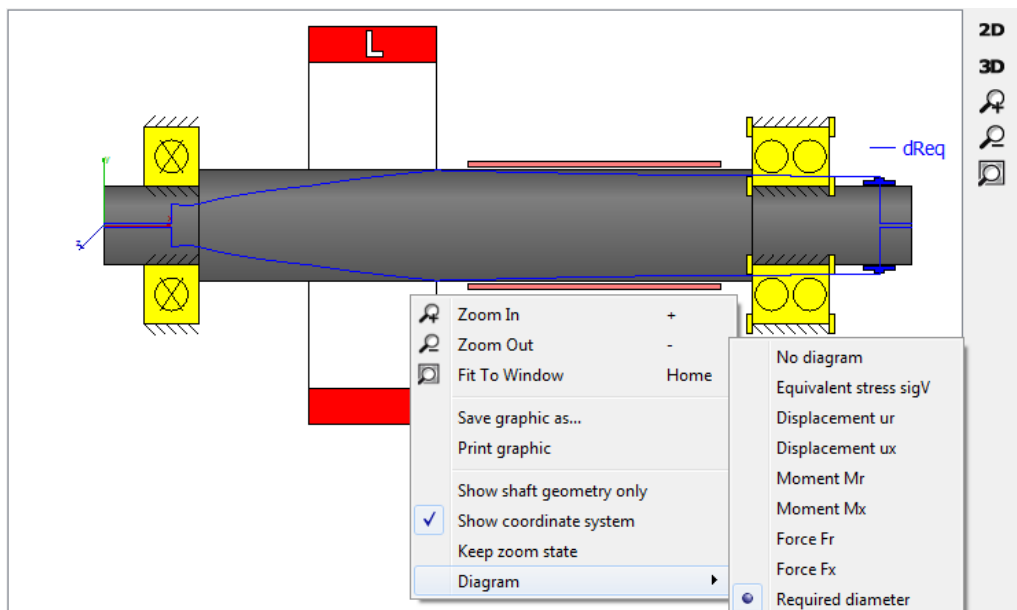 L
2D
3D
dReq
y
z
Zoom In +
Zoom Out -
Fit To Window Home
Save graphic as...
Print graphic
Show shaft geometry only
Show coordinate system
Keep zoom state
Diagram
No diagram
Equivalent stress sigV
Displacement ur
Displacement ux
Moment Mr
Moment Mx
Force Fr
Force Fx
Required diameter